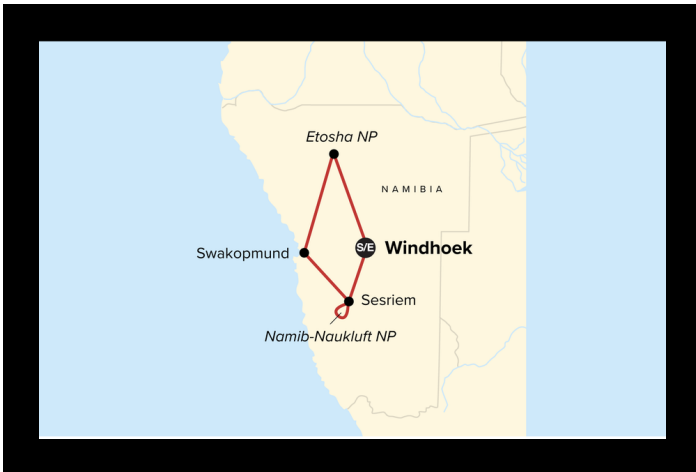 Etosha NP
NAMIBIA
Swakopmund
S/E Windhoek
Sesriem
Namib-Naukluft NP